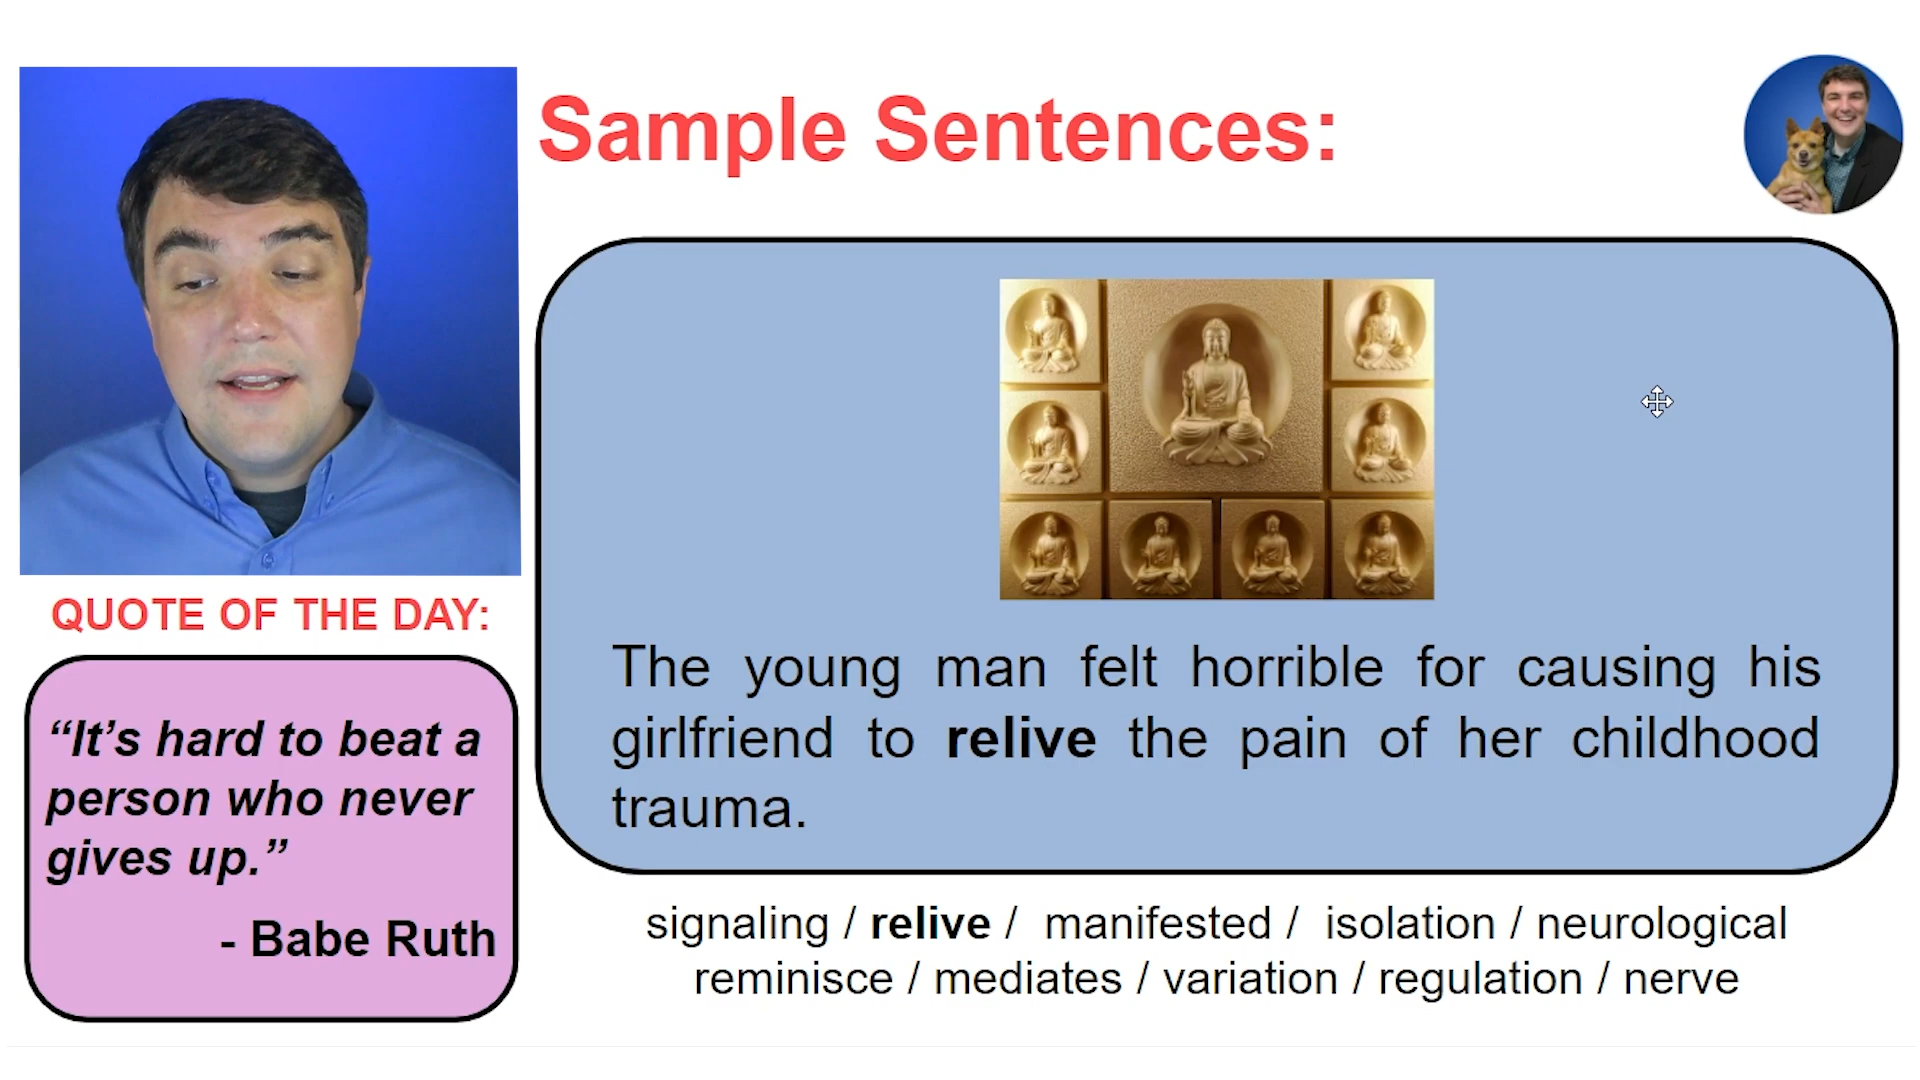 Sample Sentences:
The young man felt horrible for causing his
girlfriend to relive the pain of her childhood
trauma.
signaling / relive / manifested / isolation / neurological
reminisce / mediates / variation / regulation / nerve
QUOTE OF THE DAY:
“It’s hard to beat a
person who never
gives up.”
- Babe Ruth